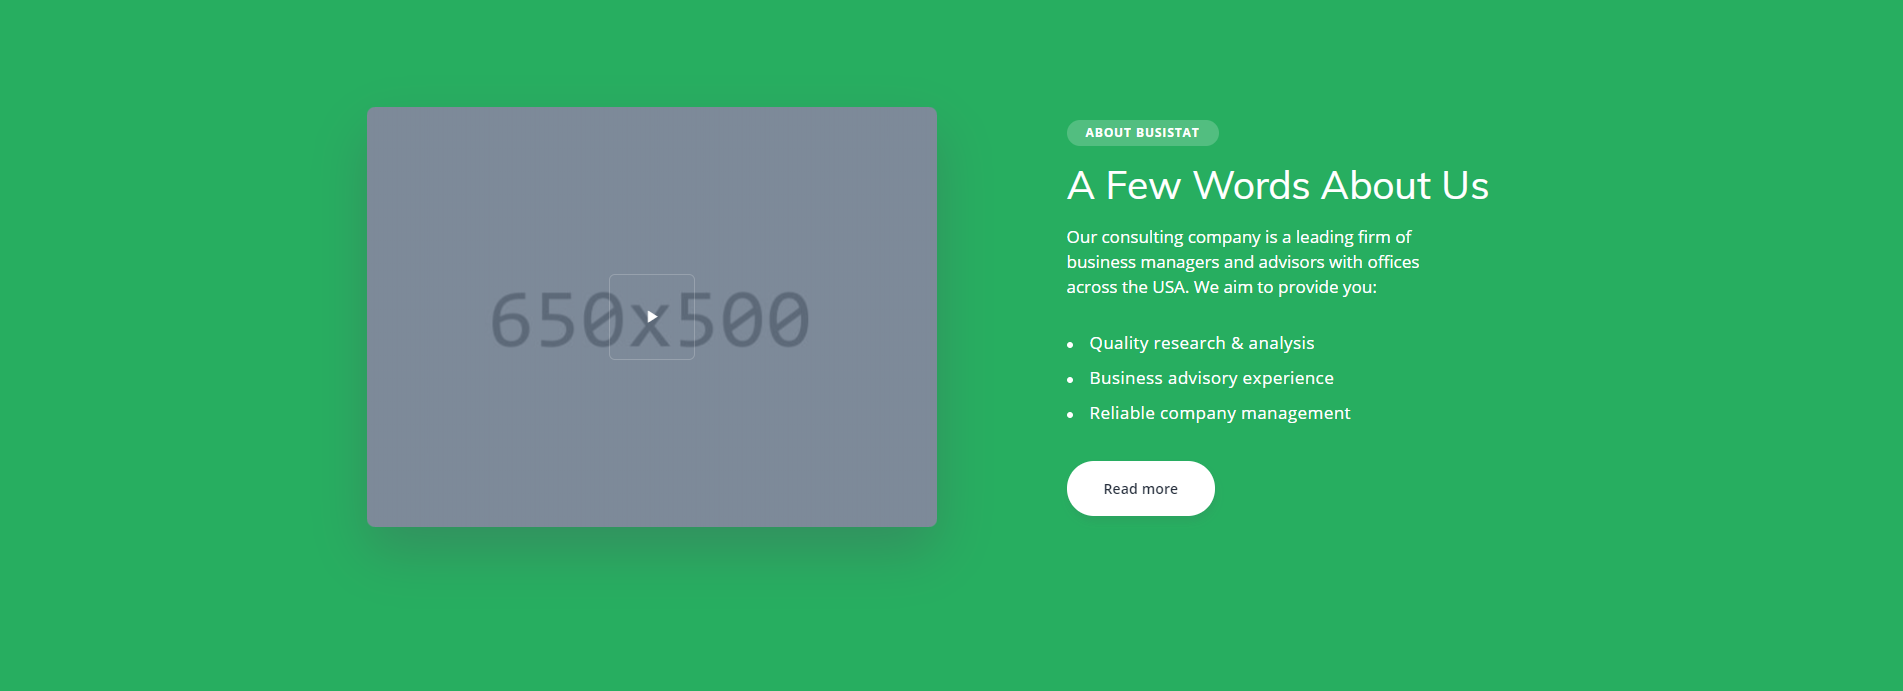 650x500
ABOUT BUSISTAT
A Few Words About Us
Our consulting company is a leading firm of
business managers and advisors with offices
across the USA. We aim to provide you:
Quality research & analysis
Business advisory experience
Reliable company management
Read more